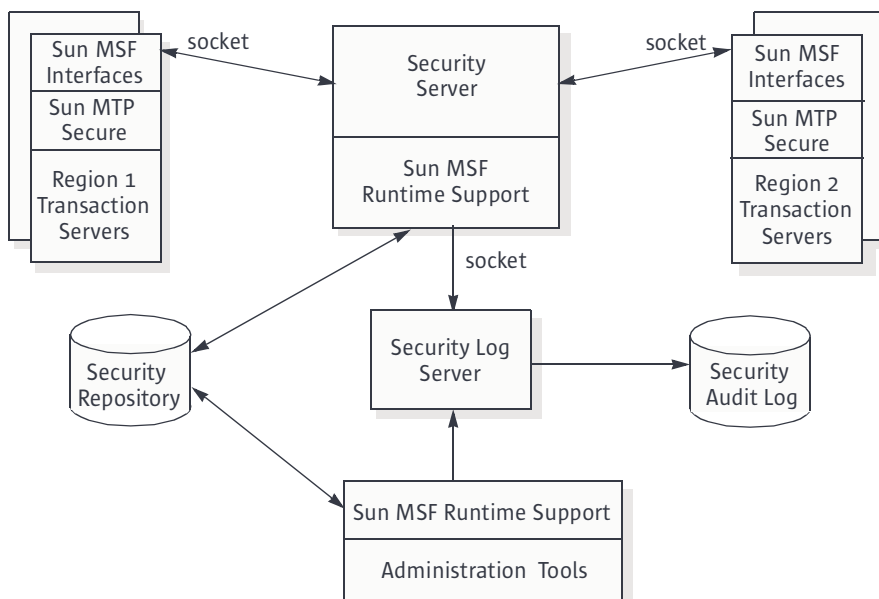 Sun MSF
Interfaces
Sun MTP
Secure
Region 1
Transaction
Servers
socket
Security
Server
Sun MSF
Runtime Support
socket
Sun MSF
Interfaces
Sun MTP
Secure
Region 2
Transaction
Servers
socket
Security
Repository
Security Log
Server
Security
Audit Log
Sun MSF Runtime Support
Administration Tools